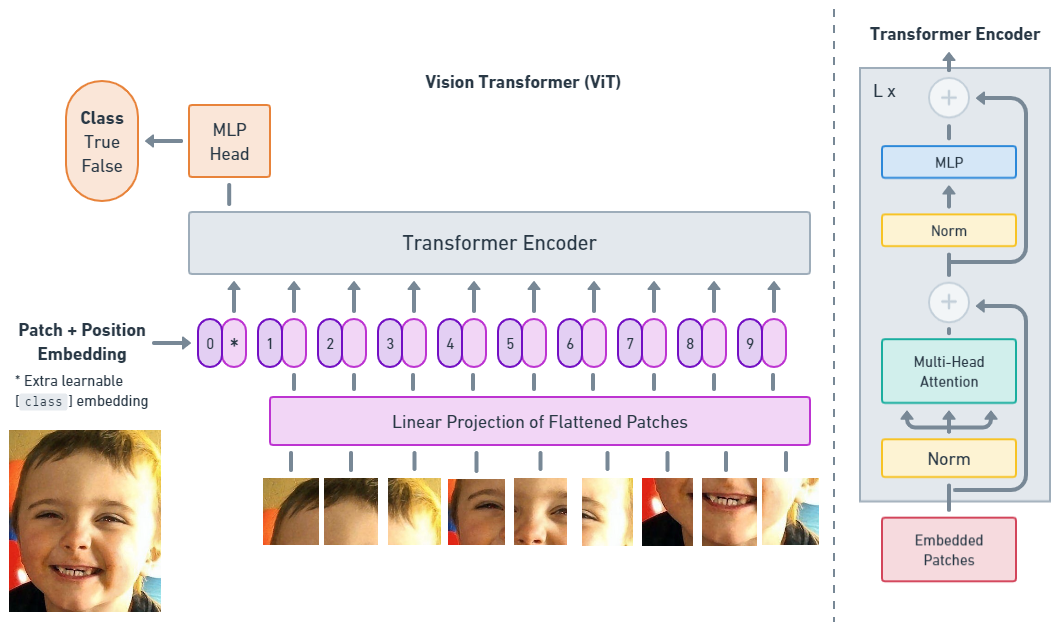 Vision Transformer (ViT)
Class
True
False
MLP
Head
Transformer Encoder
Patch + Position
Embedding
* Extra learnable
[class] embedding
0 * 1 2 3 4 5 6 7 8 9
Linear Projection of Flattened Patches
Transformer Encoder
L x
+
MLP
Norm
+
Multi-Head
Attention
Norm
Embedded
Patches